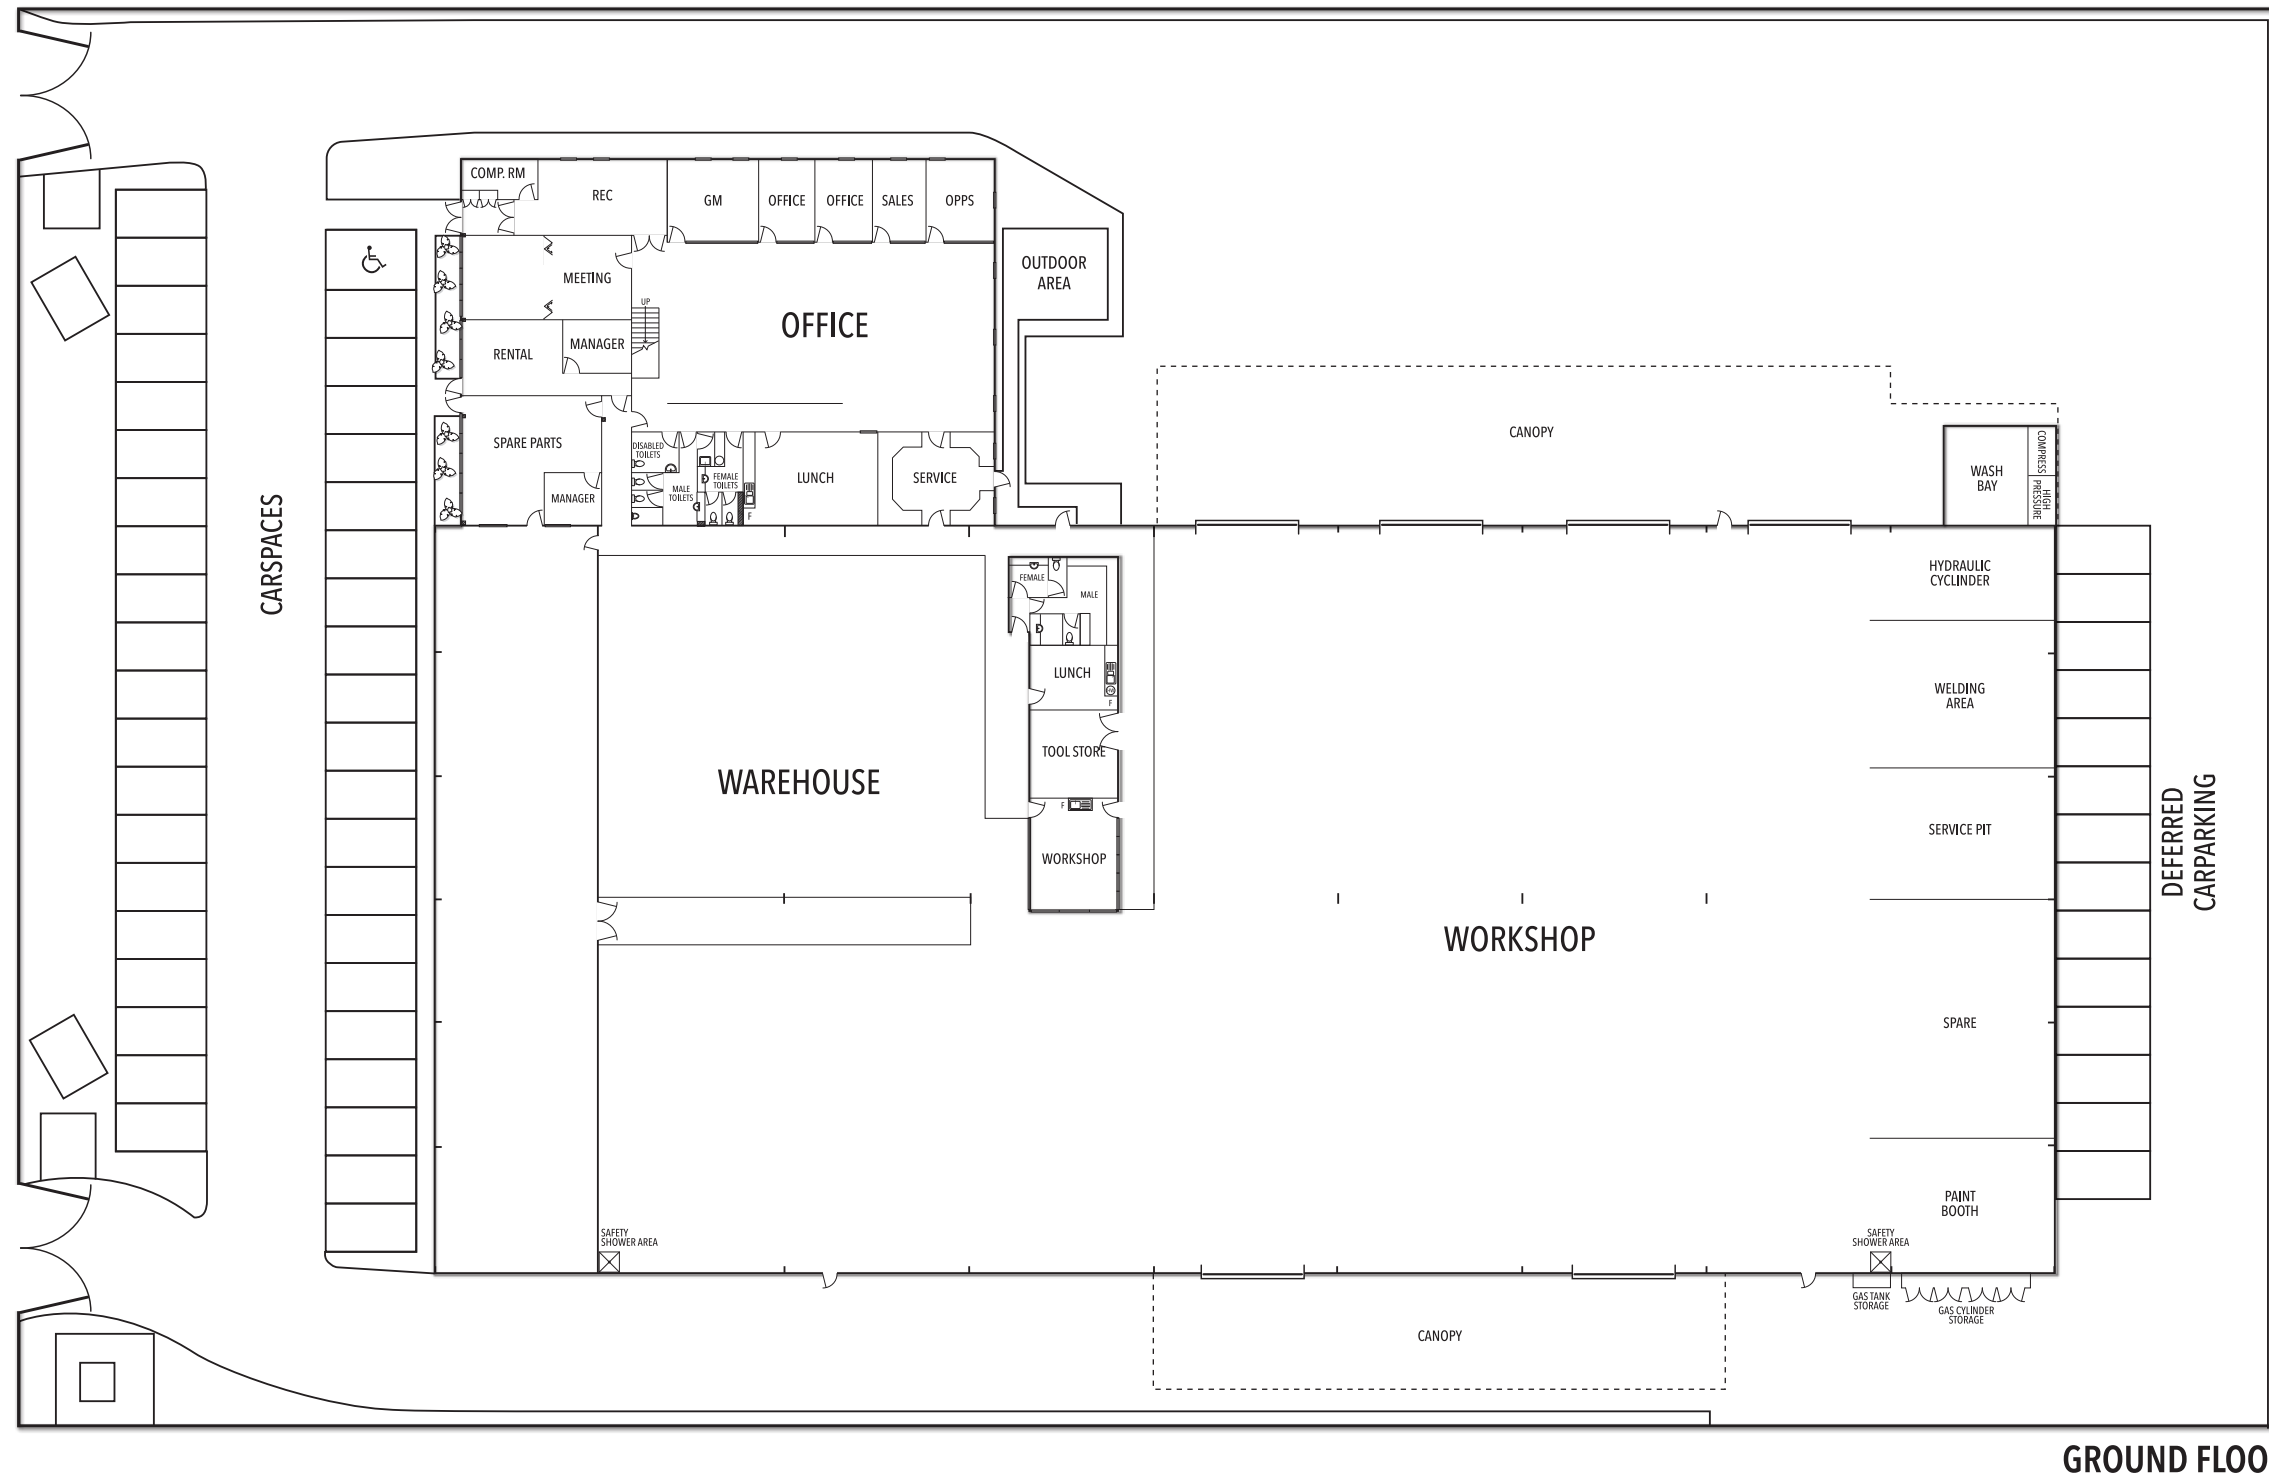 COMP. RM
REC
GM
OFFICE
OFFICE
SALES
OPPS
OUTDOOR
AREA
MEETING
UP
OFFICE
RENTAL
MANAGER
SPARE PARTS
MANAGER
DISABLED
TOILETS
MALE
TOILETS
FEMALE
TOILETS
F
LUNCH
SERVICE
CANOPY
WASH
BAY
COMPRESS
HIGH
PRESSURE
CARSPACES
FEMALE
MALE
LUNCH
HW
F
TOOL STORE
F
WORKSHOP
WAREHOUSE
WORKSHOP
HYDRAULIC
CYCLINDER
WELDING
AREA
SERVICE PIT
SPARE
PAINT
BOOTH
DEFERRED
CARPARKING
SAFETY
SHOWER AREA
SAFETY
SHOWER AREA
GAS TANK
STORAGE
GAS CYLINDER
STORAGE
CANOPY
GROUND FLOO